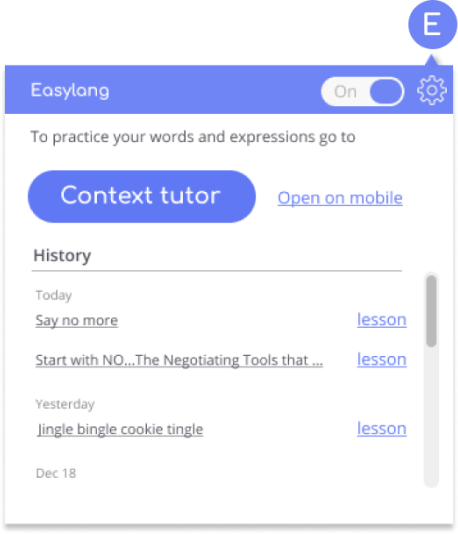 E
Easylang On
To practice your words and expressions go to
Context tutor Open on mobile
History
Today
Say no more lesson
Start with NO...The Negotiating Tools that ... lesson
Yesterday
Jingle bingle cookie tingle lesson
Dec 18